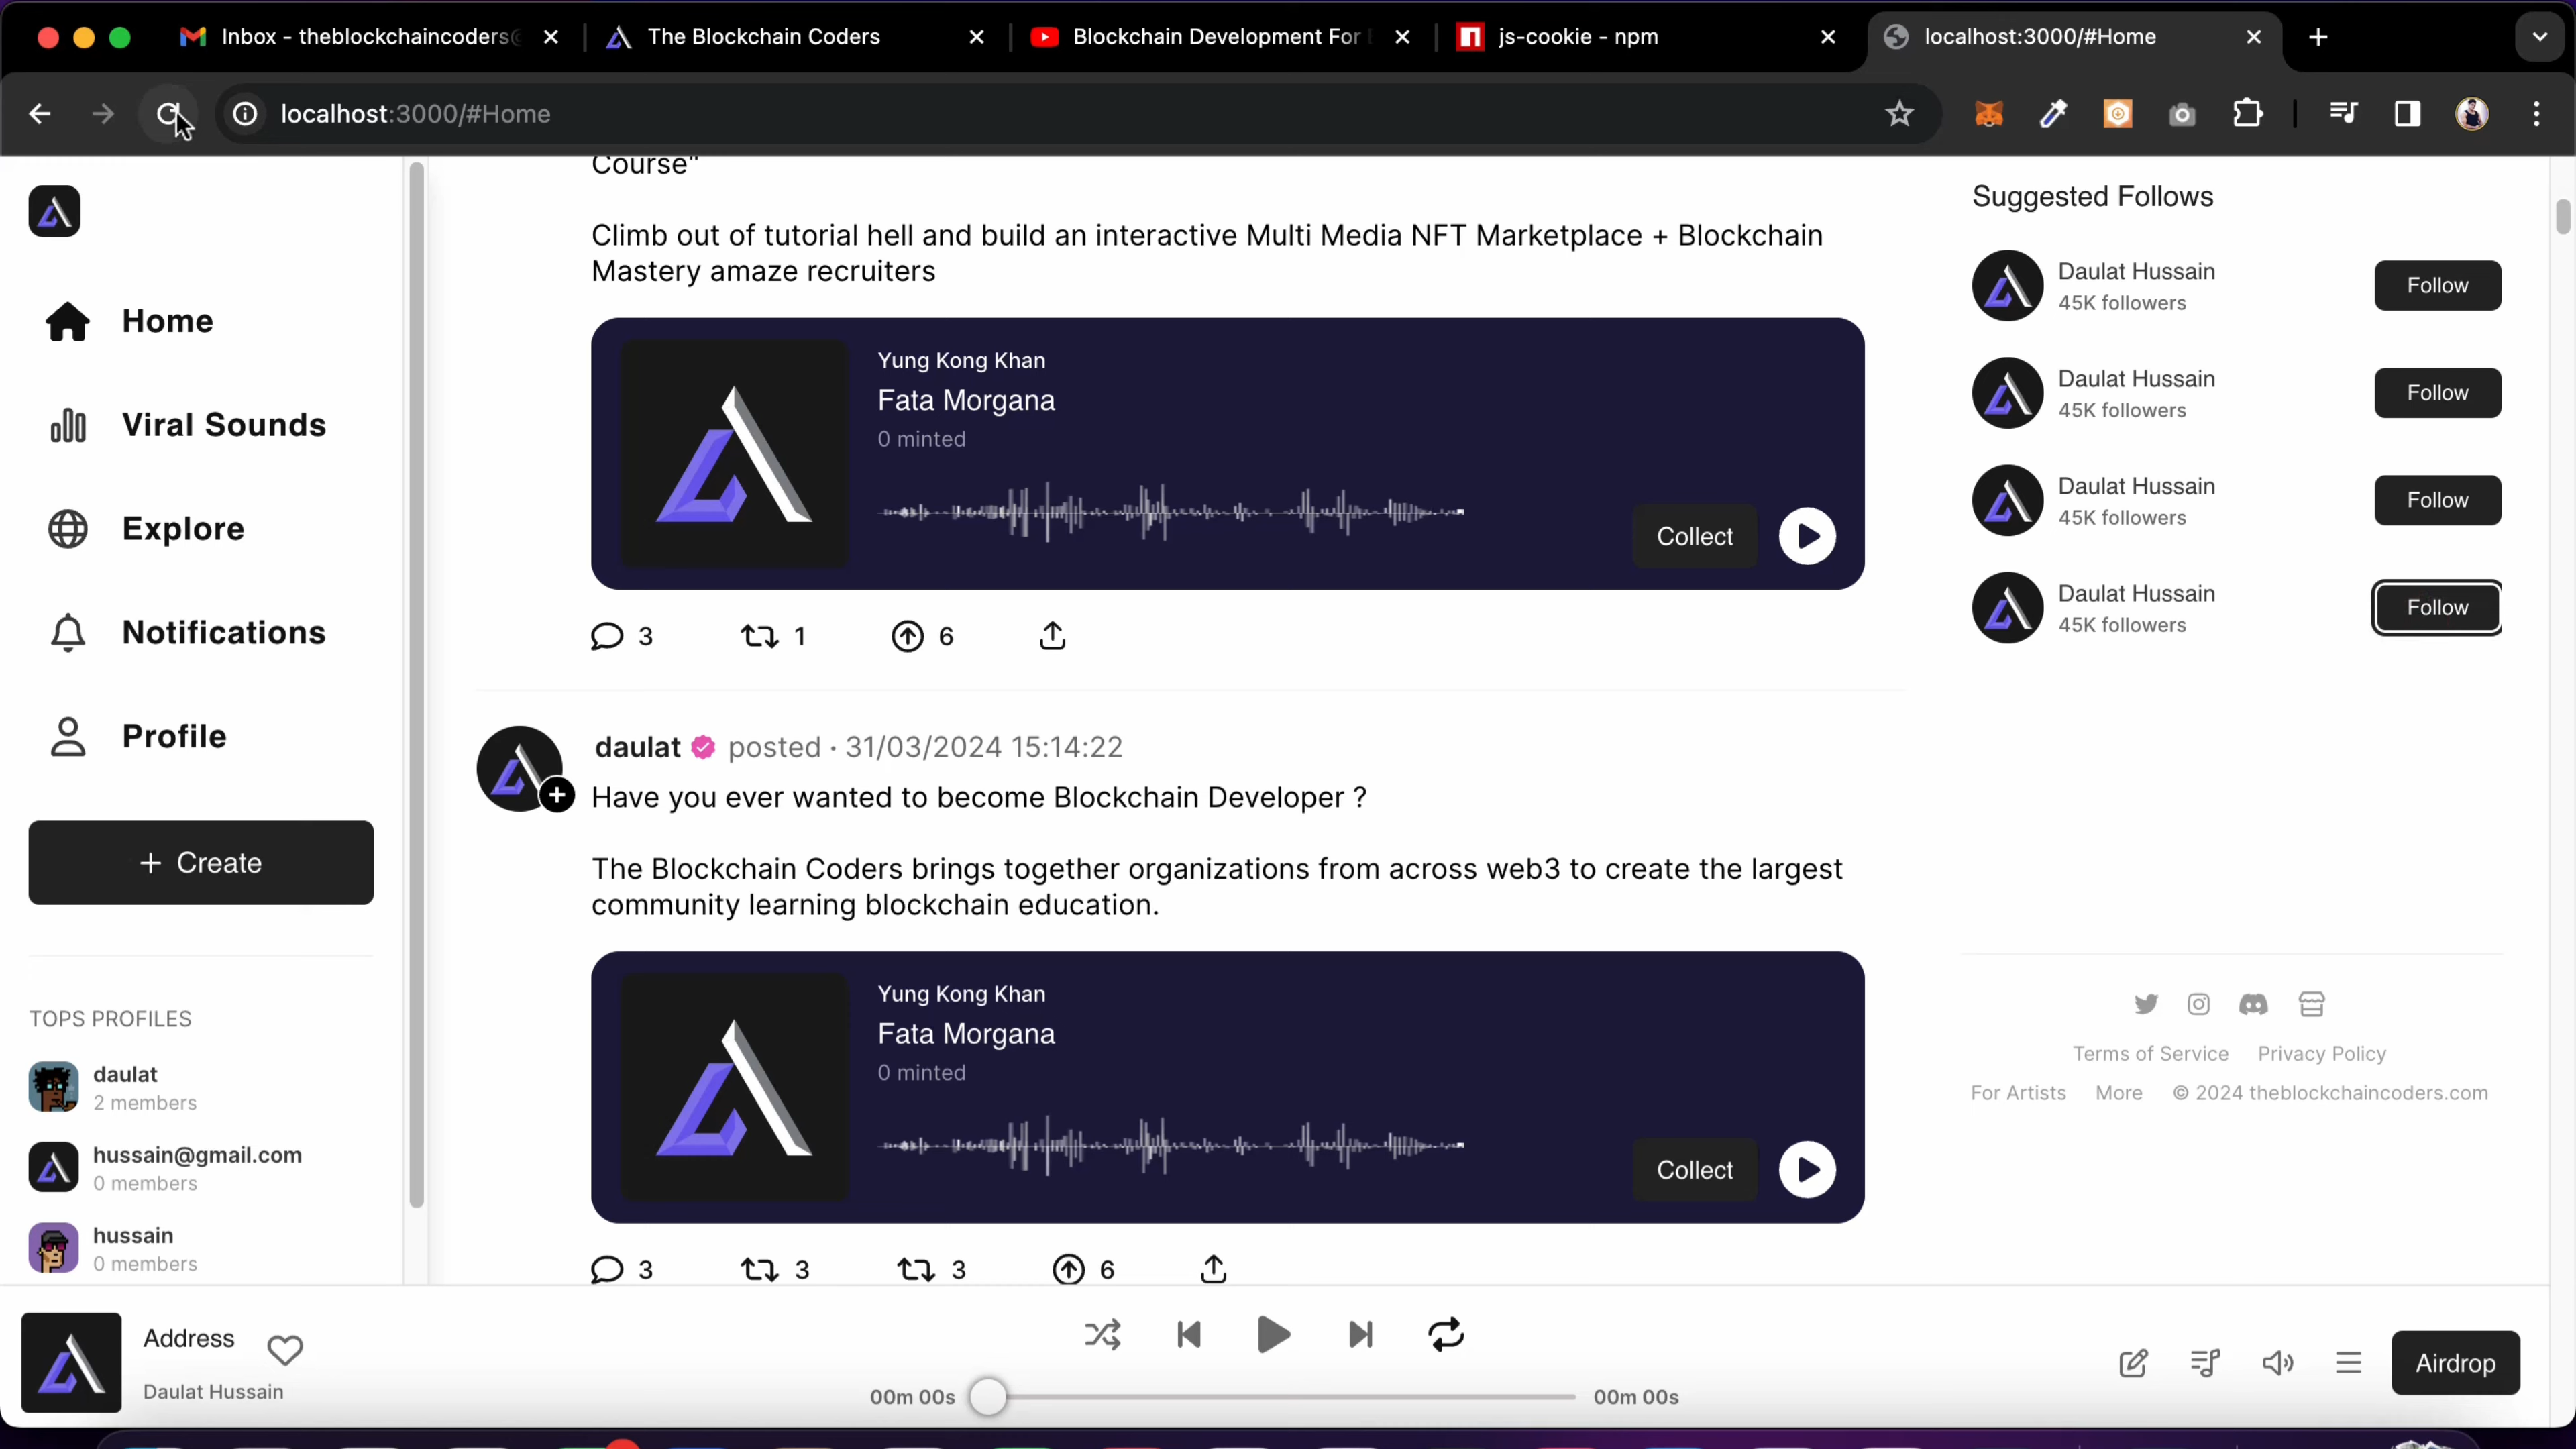 Inbox - theblockchaincoders@
The Blockchain Coders
Blockchain Development For
js-cookie - npm
localhost:3000/#Home
localhost:3000/#Home
Home
Viral Sounds
Explore
Notifications
Profile
+ Create
TOPS PROFILES
daulat
2 members
hussain@gmail.com
0 members
hussain
0 members
Course"
Climb out of tutorial hell and build an interactive Multi Media NFT Marketplace + Blockchain
Mastery amaze recruiters
Yung Kong Khan
Fata Morgana
0 minted
Collect
3 1 6
daulat posted · 31/03/2024 15:14:22
Have you ever wanted to become Blockchain Developer ?
The Blockchain Coders brings together organizations from across web3 to create the largest
community learning blockchain education.
Yung Kong Khan
Fata Morgana
0 minted
Collect
3 3 3 6
Suggested Follows
Daulat Hussain
45K followers
Follow
Daulat Hussain
45K followers
Follow
Daulat Hussain
45K followers
Follow
Daulat Hussain
45K followers
Follow
Terms of Service Privacy Policy
For Artists More © 2024 theblockchaincoders.com
Address
Daulat Hussain
00m 00s
00m 00s
Airdrop